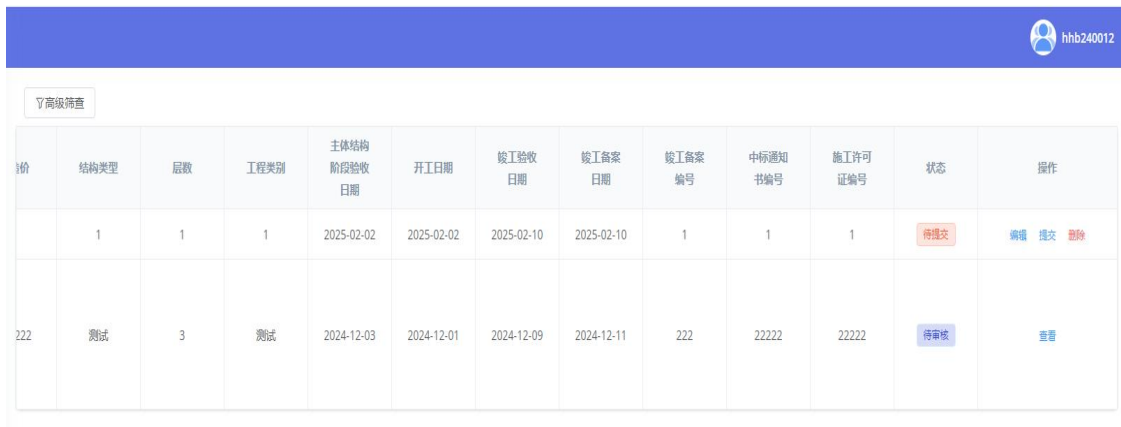 hhb240012
高级筛查
价 结构类型 层数 工程类别 主体结构阶段验收日期 开工日期 竣工验收日期 竣工备案日期 竣工备案编号 中标通知书编号 施工许可证编号 状态 操作
1 1 1 2025-02-02 2025-02-02 2025-02-10 2025-02-10 1 1 1 待提交 编辑 提交 删除
222 测试 3 测试 2024-12-03 2024-12-01 2024-12-09 2024-12-11 222 22222 22222 待审核 查看